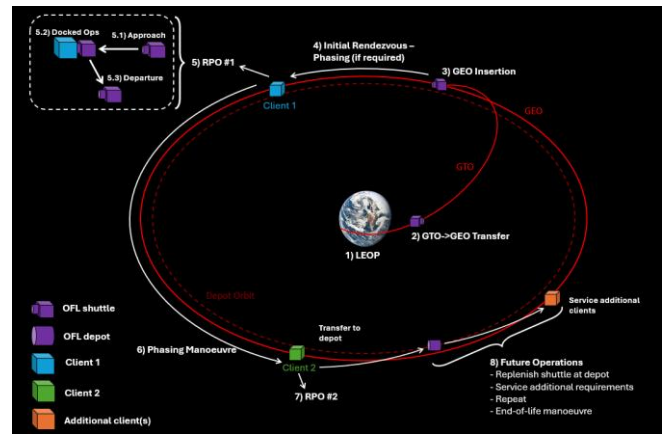 5.2) Docked Ops
5.1) Approach
5.3) Departure
5) RPO #1
4) Initial Rendezvous –
Phasing (if required)
3) GEO Insertion
Client 1
GEO
GTO
2) GTO->GEO Transfer
1) LEOP
Depot Orbit
OFL shuttle
OFL depot
Client 1
Client 2
Additional client(s)
6) Phasing Manoeuvre
Client 2
7) RPO #2
Transfer to
depot
Service additional
clients
8) Future Operations
- Replenish shuttle at depot
- Service additional requirements
- Repeat
- End-of-life manoeuvre